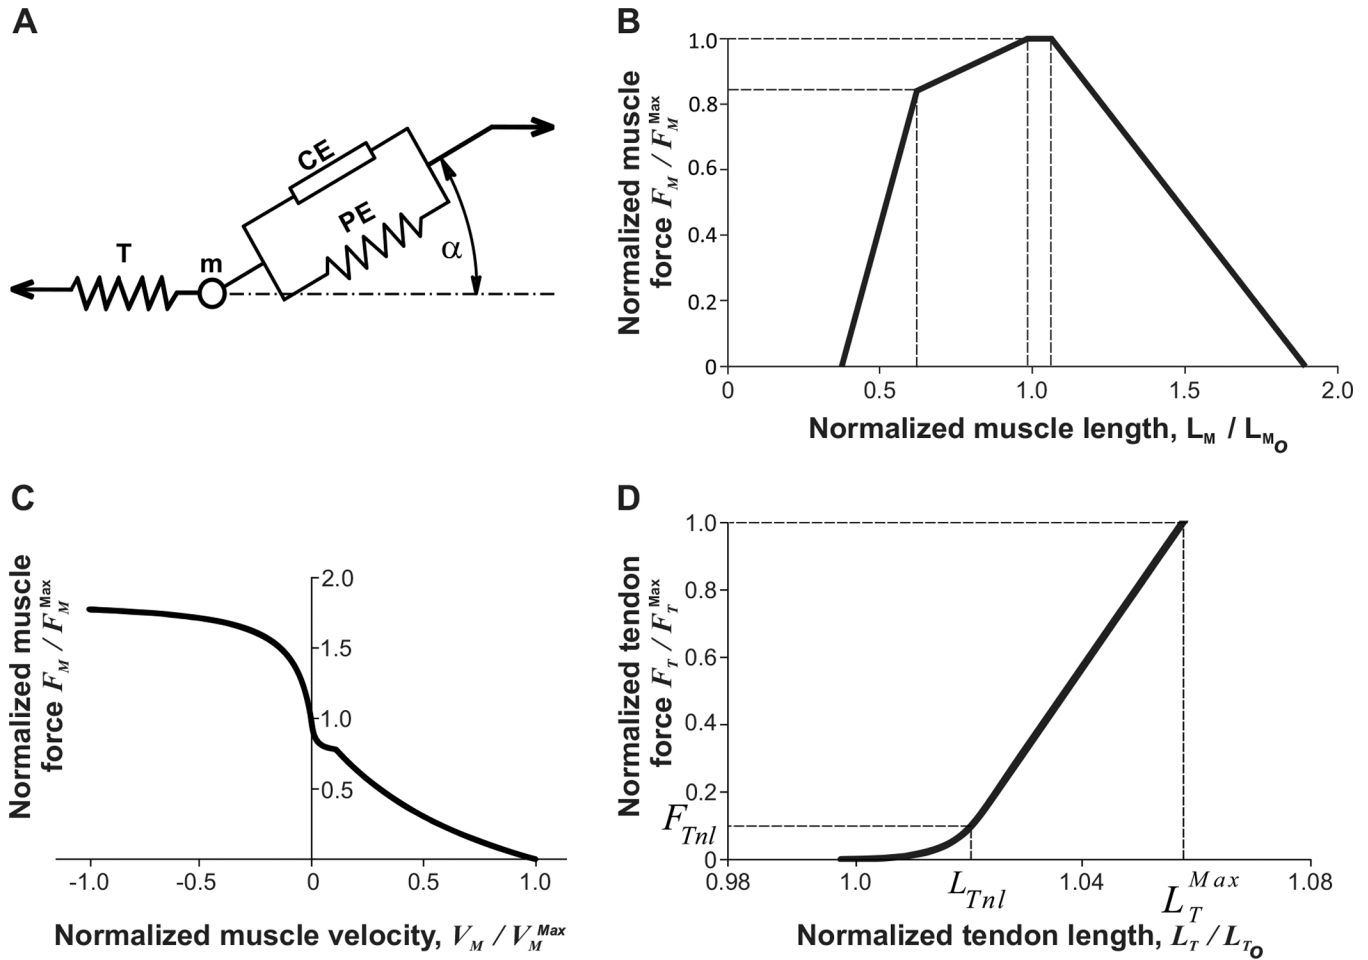 A
CE
PE
T
m
α
B
Normalized muscle
force F_M / F_M^Max
1.0
0.8
0.6
0.4
0.2
0
0
0.5
1.0
1.5
2.0
Normalized muscle length, L_M / L_Mo
C
Normalized muscle
force F_M / F_M^Max
2.0
1.5
1.0
0.5
-1.0
-0.5
0
0.5
1.0
Normalized muscle velocity, V_M / V_M^Max
D
Normalized tendon
force F_T / F_T^Max
1.0
0.8
0.6
0.4
0.2
F_Tnl
0
0.98
1.0
L_Tnl
1.04
L_T^Max
1.08
Normalized tendon length, L_T / L_To